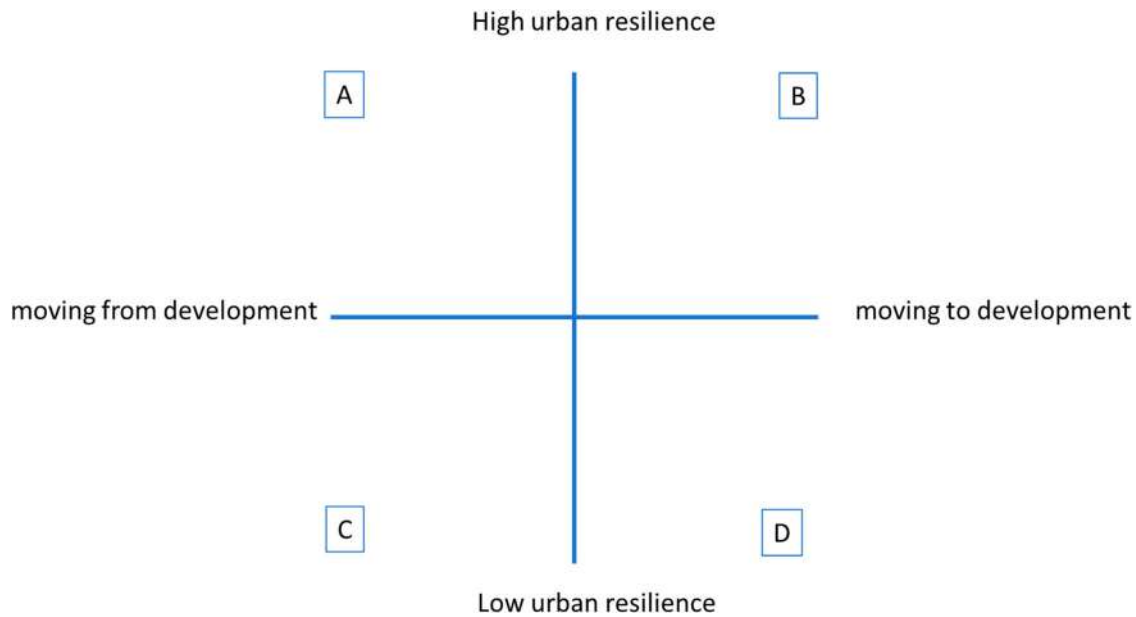 High urban resilience
A
B
moving from development
moving to development
C
D
Low urban resilience